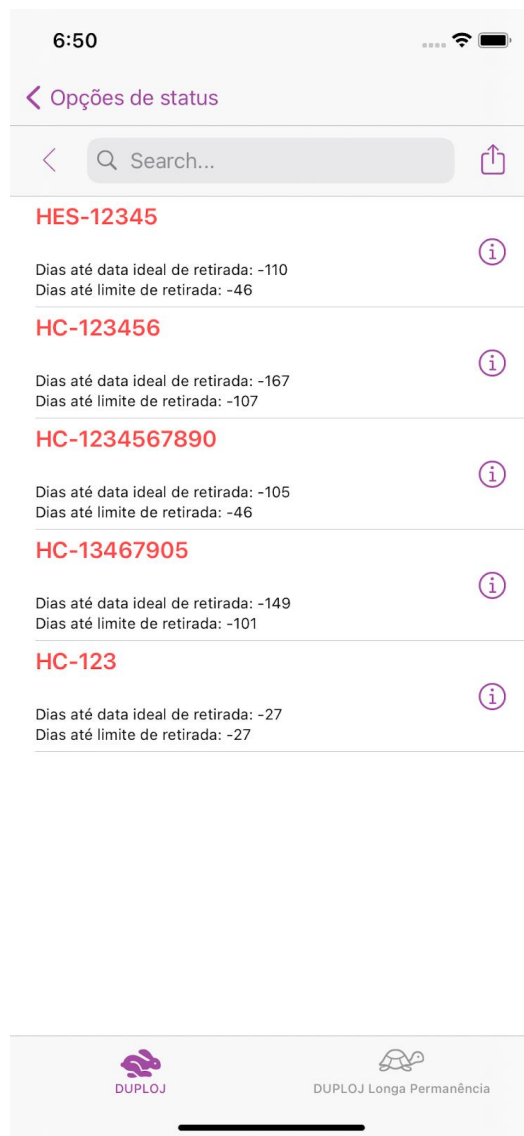 6:50
Opções de status
Search...
HES-12345
Dias até data ideal de retirada: -110
Dias até limite de retirada: -46
HC-123456
Dias até data ideal de retirada: -167
Dias até limite de retirada: -107
HC-1234567890
Dias até data ideal de retirada: -105
Dias até limite de retirada: -46
HC-13467905
Dias até data ideal de retirada: -149
Dias até limite de retirada: -101
HC-123
Dias até data ideal de retirada: -27
Dias até limite de retirada: -27
DUPLOJ
DUPLOJ Longa Permanência